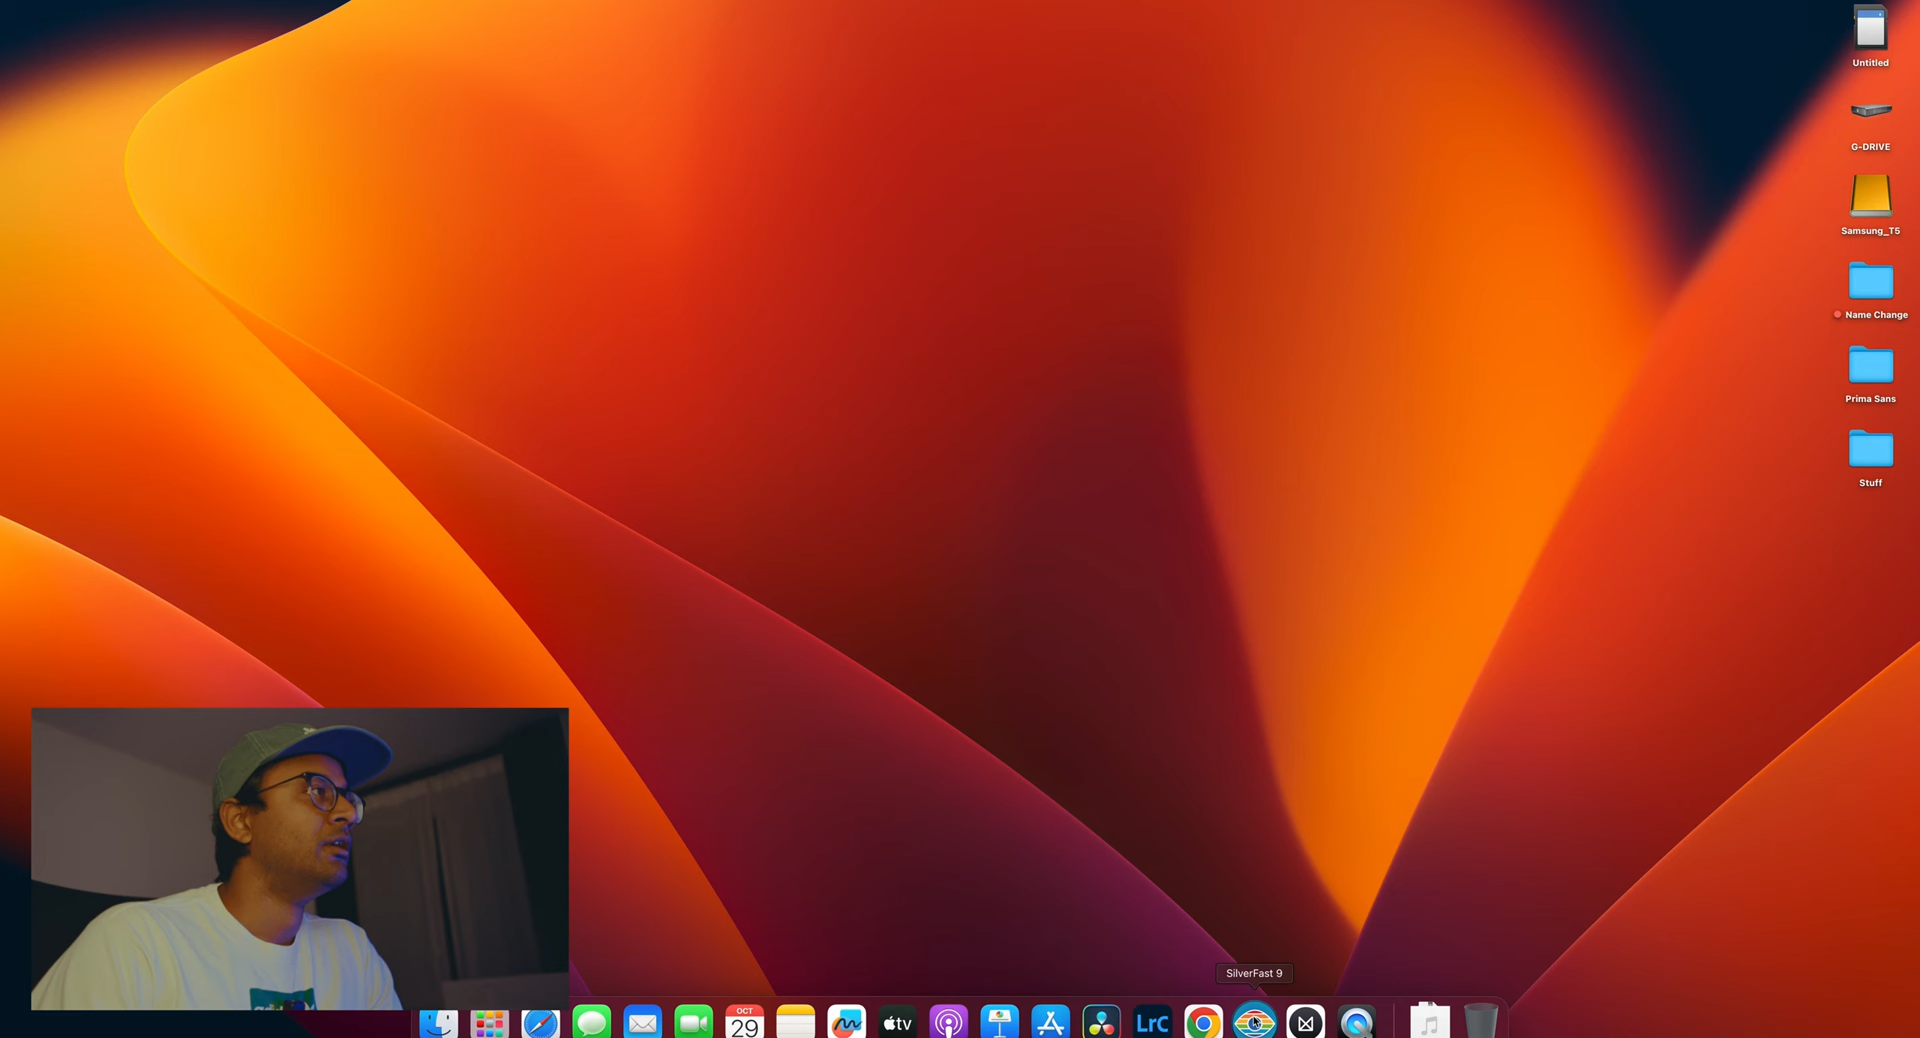 Untitled
G-DRIVE
Samsung_T5
Name Change
Prima Sans
Stuff
SilverFast 9
OCT
29
tv
LrC